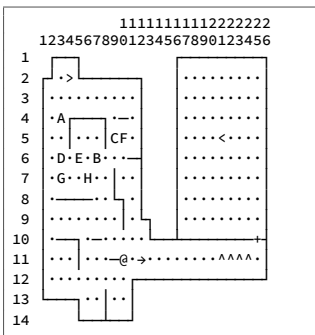 11111111112222222
12345678901234567890123456
1
2 ·> ·········
3 ·········· ·········
4 A ·─· ·········
5 ·· ··· CF· ····<····
6 D·E·B···─ ·········
7 G·H· ·· ·········
8 ·──── ·· ·········
9 ········ · ·········
10 ·─ ·─····· +
11 ··· ··─@·→········^^^^
12 ·········
13 ·· ··
14